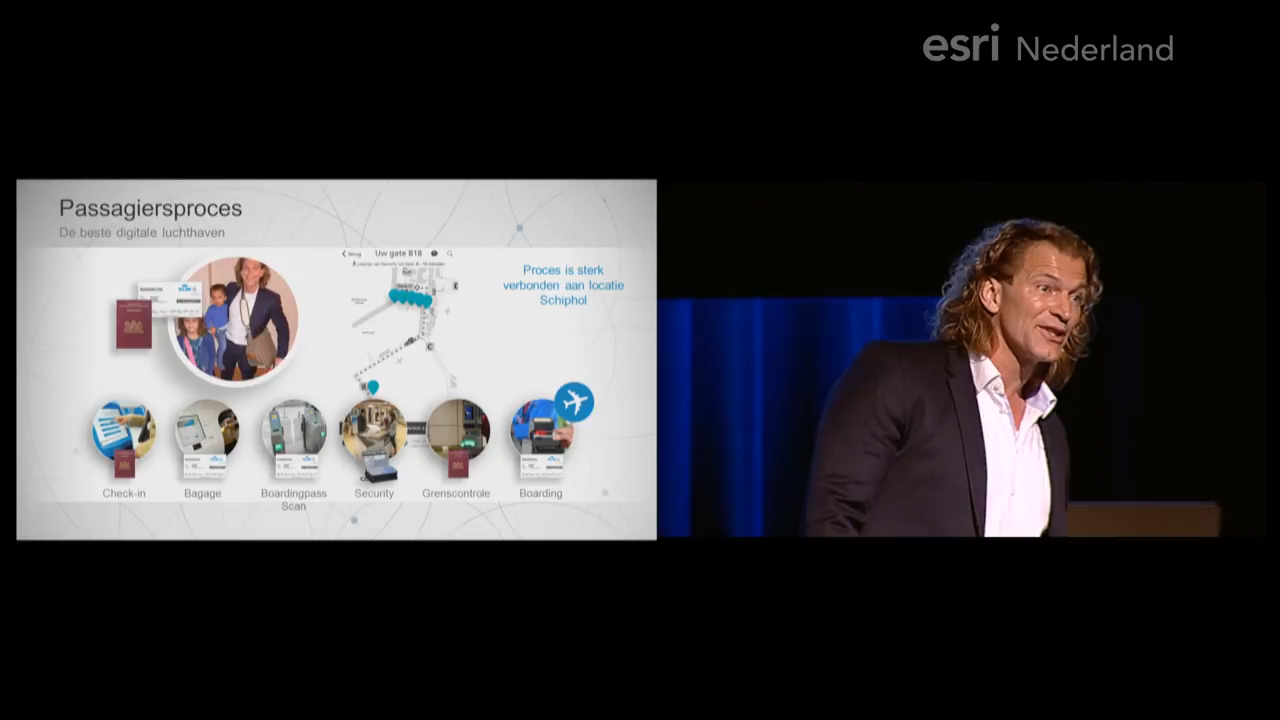 esri Nederland
Passagiersproces
De beste digitale luchthaven
Uw gate B18
Proces is sterk
verbonden aan locatie
Schiphol
KLM
E
C
B
Check-in
Bagage
Boardingpass
Scan
Security
Grenscontrole
Boarding